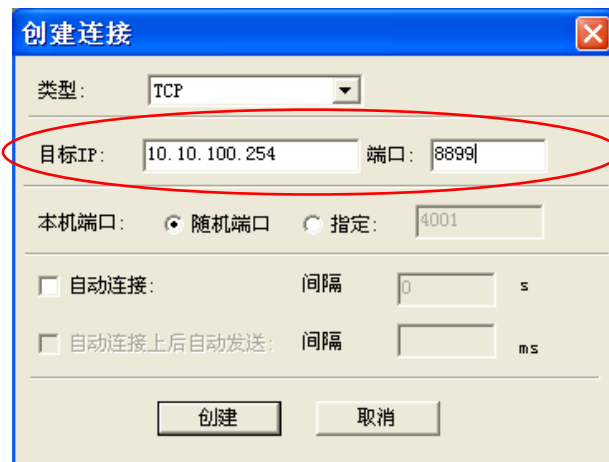 创建连接
类型: TCP
目标IP: 10.10.100.254 端口: 8899
本机端口: 随机端口 指定: 4001
自动连接: 间隔 0 s
自动连接上后自动发送: 间隔 ms
创建 取消